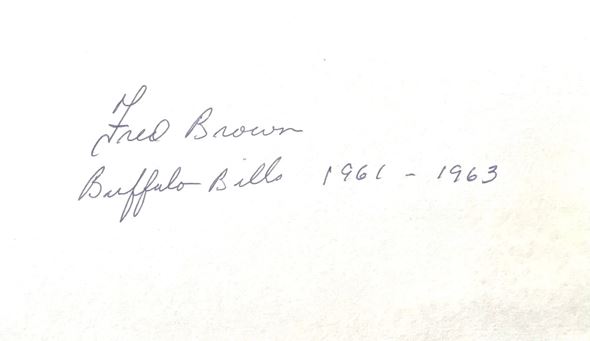 Fred Brown
Buffalo Bills 1961 - 1963